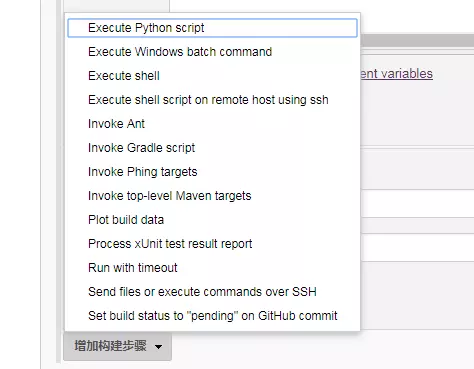 Execute Python script
Execute Windows batch command
Execute shell
ent variables
Execute shell script on remote host using ssh
Invoke Ant
Invoke Gradle script
Invoke Phing targets
Invoke top-level Maven targets
Plot build data
Process xUnit test result report
Run with timeout
Send files or execute commands over SSH
Set build status to "pending" on GitHub commit
增加构建步骤